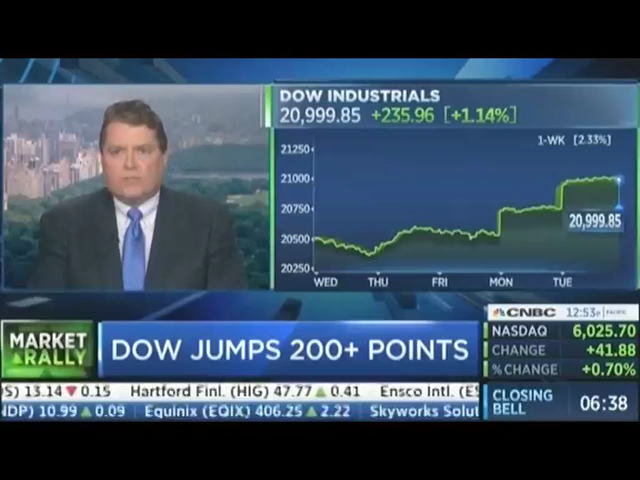 DOW INDUSTRIALS
20,999.85 +235.96 [+1.14%]
1-WK [2.33%]
21250
21000
20750
20,999.85
20500
20250
WED THU FRI MON TUE
CNBC 12:53P PACIFIC
MARKET RALLY
DOW JUMPS 200+ POINTS
NASDAQ 6,025.70
CHANGE +41.88
% CHANGE +0.70%
S) 13.14 ▼ 0.15 Hartford Finl. (HIG) 47.77 ▲ 0.41 Ensco Intl. (ES
NDP) 10.99 ▲ 0.09 Equinix (EQIX) 406.25 ▲ 2.22 Skyworks Solut
CLOSING BELL 06:38